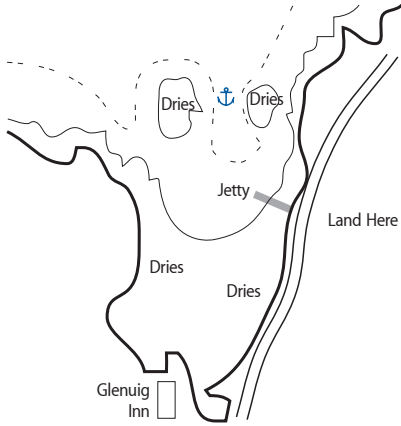 Dries
Dries
Jetty
Land Here
Dries
Dries
Glenuig
Inn